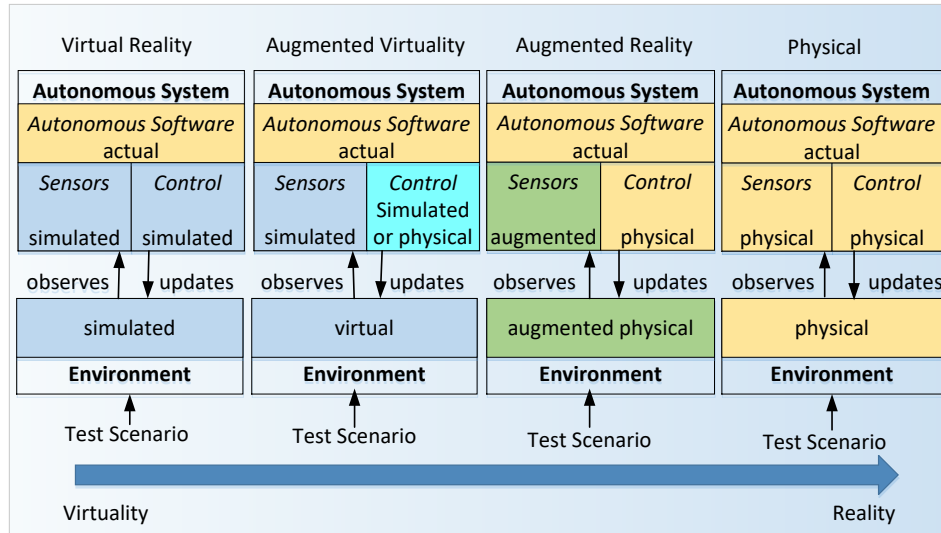 Virtual Reality
Augmented Virtuality
Augmented Reality
Physical
Autonomous System
Autonomous Software
actual
Sensors
simulated
Control
simulated
observes
updates
simulated
Environment
Test Scenario
Autonomous System
Autonomous Software
actual
Sensors
simulated
Control
Simulated
or physical
observes
updates
virtual
Environment
Test Scenario
Autonomous System
Autonomous Software
actual
Sensors
augmented
Control
physical
observes
updates
augmented physical
Environment
Test Scenario
Autonomous System
Autonomous Software
actual
Sensors
physical
Control
physical
observes
updates
physical
Environment
Test Scenario
Virtuality
Reality